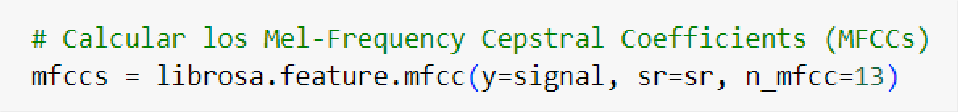 # Calcular los Mel-Frequency Cepstral Coefficients (MFCCs)
mfccs = librosa.feature.mfcc(y=signal, sr=sr, n_mfcc=13)